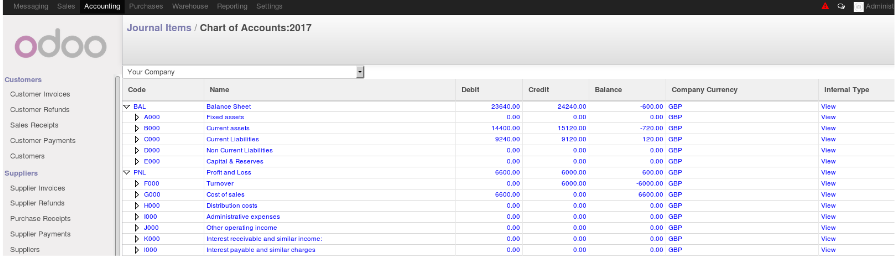 Messaging Sales Accounting Purchases Warehouse Reporting Settings Administ
odoo
Journal Items / Chart of Accounts:2017
Your Company
Customers
Customer Invoices
Customer Refunds
Sales Receipts
Customer Payments
Customers
Suppliers
Supplier Invoices
Supplier Refunds
Purchase Receipts
Supplier Payments
Suppliers
Code Name Debit Credit Balance Company Currency Internal Type
BAL Balance Sheet 23640.00 24240.00 -600.00 GBP View
A000 Fixed assets 0.00 0.00 0.00 GBP View
B000 Current assets 14400.00 15120.00 -720.00 GBP View
C000 Current Liabilities 9240.00 9120.00 120.00 GBP View
D000 Non Current Liabilities 0.00 0.00 0.00 GBP View
E000 Capital & Reserves 0.00 0.00 0.00 GBP View
PNL Profit and Loss 6600.00 6000.00 600.00 GBP View
F000 Turnover 0.00 6000.00 -6000.00 GBP View
G000 Cost of sales 6600.00 0.00 6600.00 GBP View
H000 Distribution costs 0.00 0.00 0.00 GBP View
I000 Administrative expenses 0.00 0.00 0.00 GBP View
J000 Other operating income 0.00 0.00 0.00 GBP View
K000 Interest receivable and similar income; 0.00 0.00 0.00 GBP View
l000 Interest payable and similar charges 0.00 0.00 0.00 GBP View